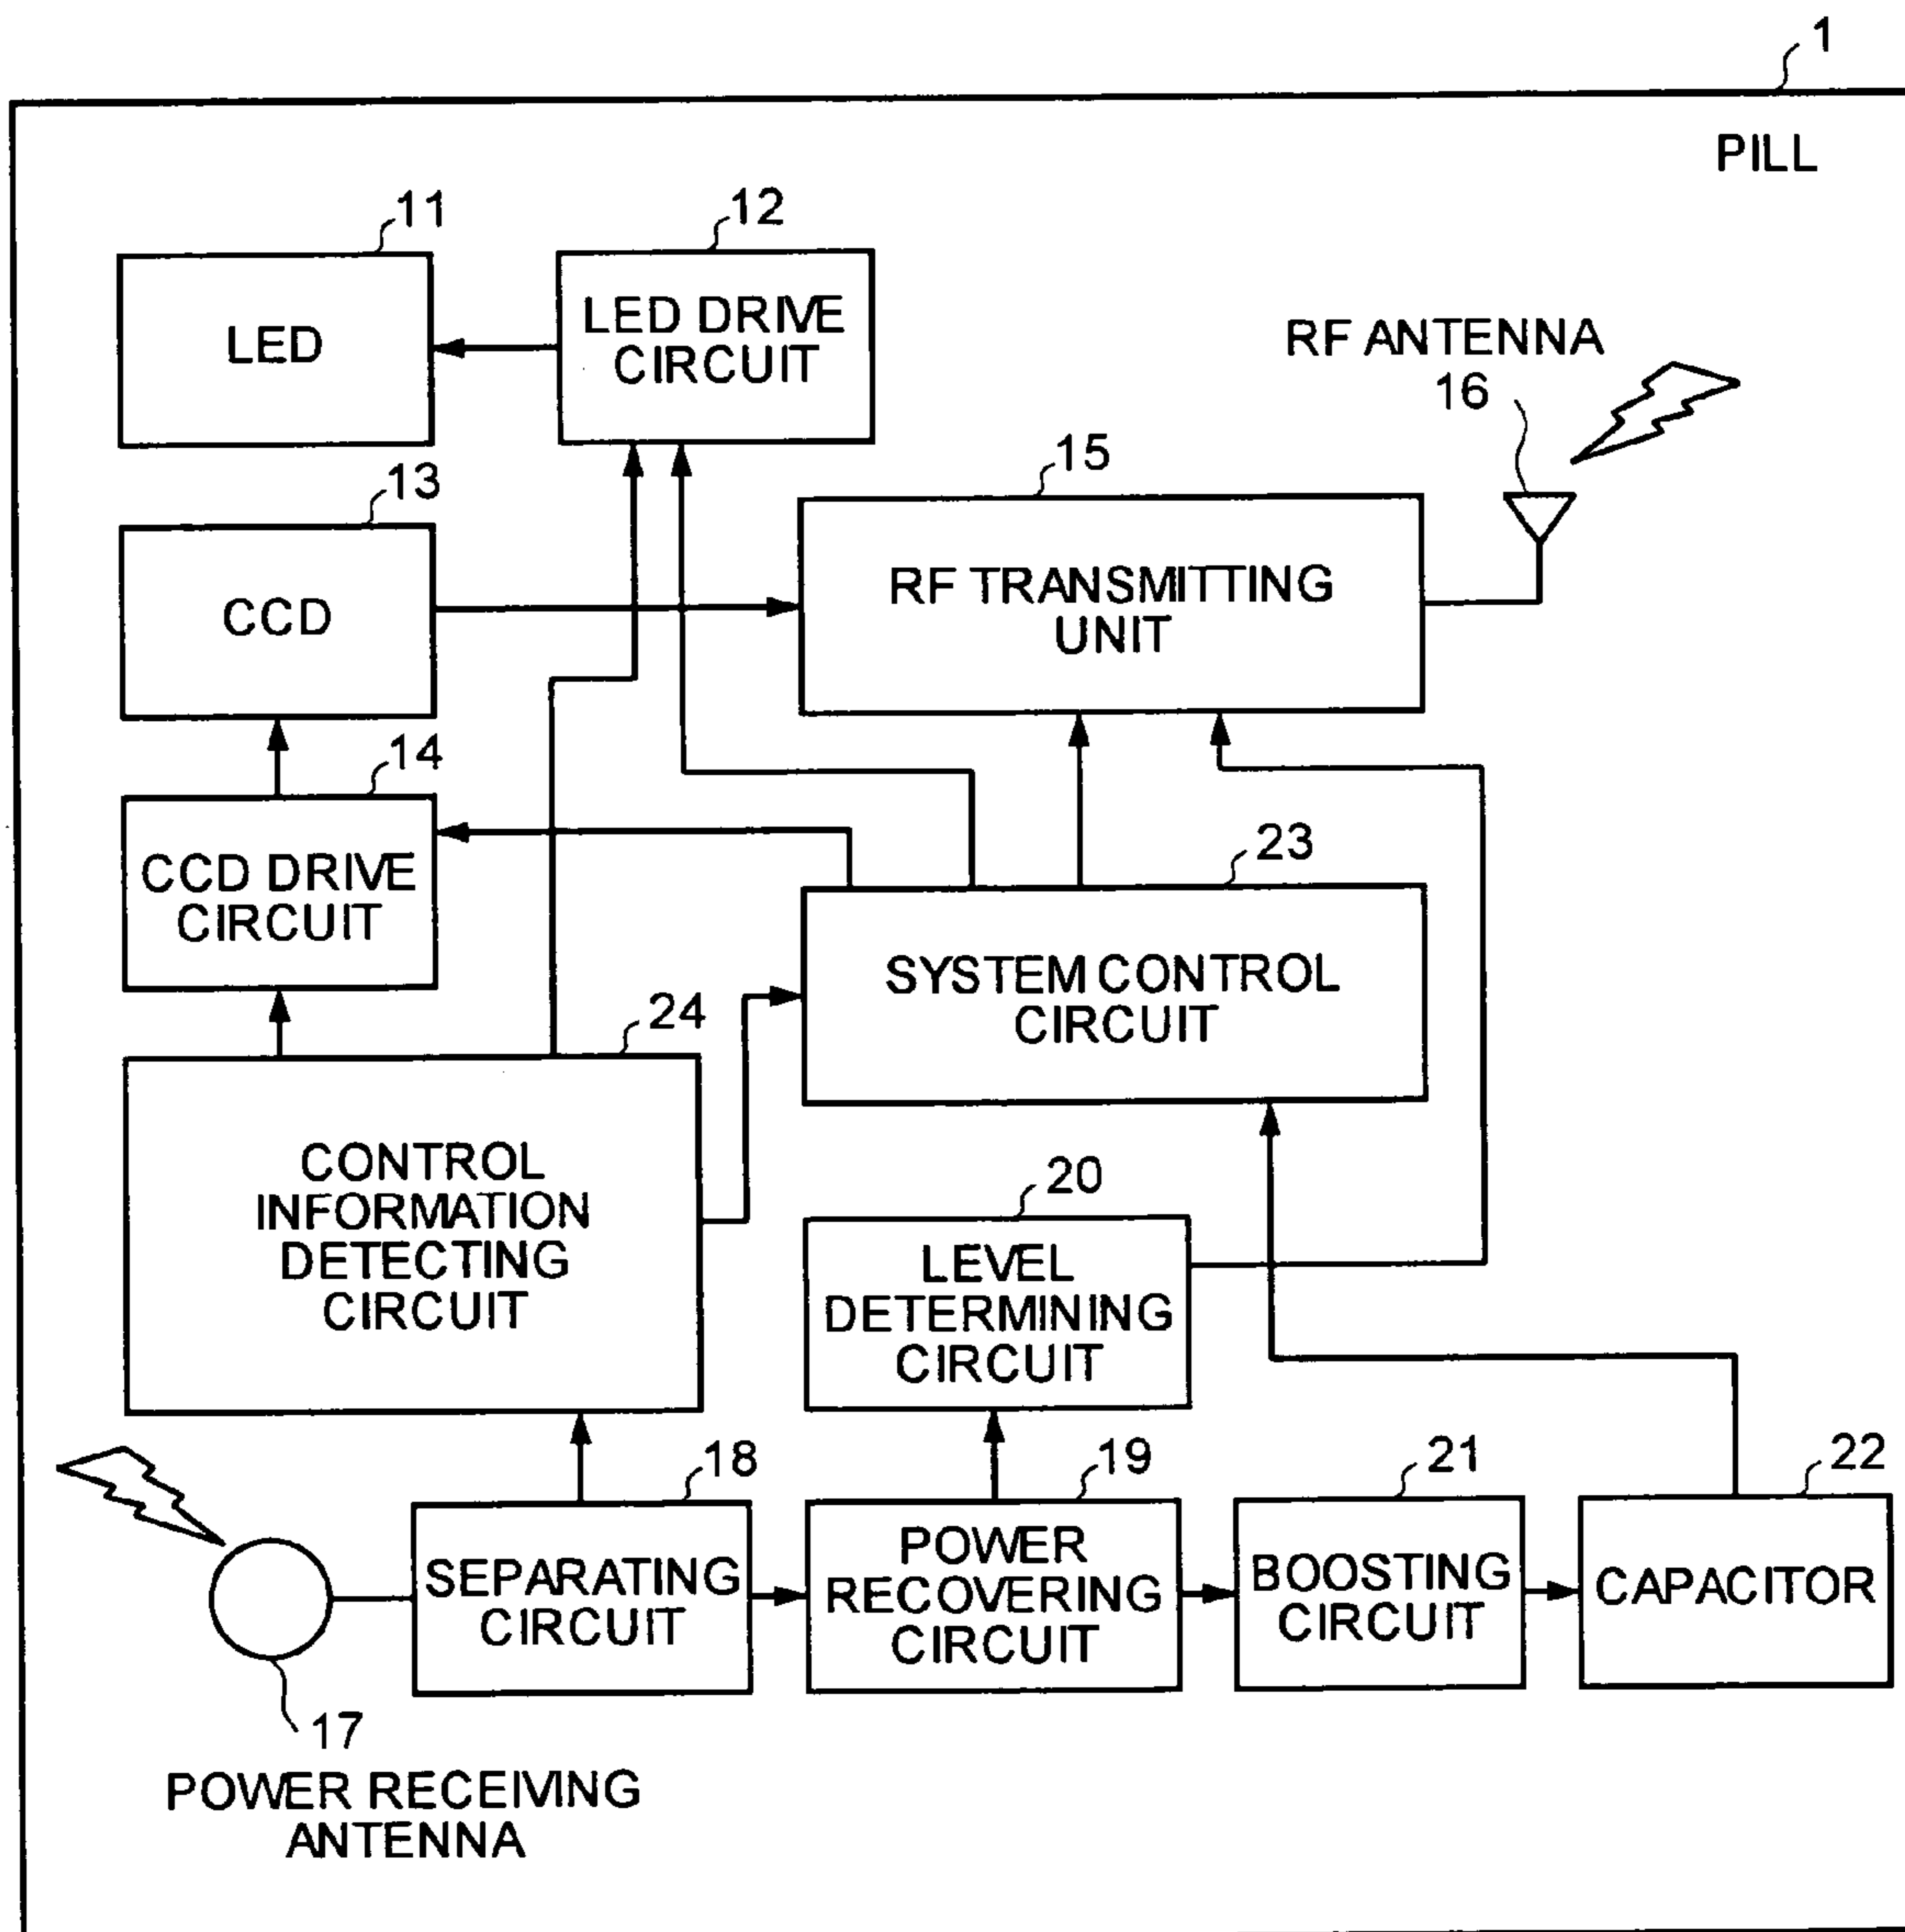 1
PILL
11
LED
12
LED DRIVE
CIRCUIT
RF ANTENNA
16
13
CCD
15
RF TRANSMITTING
UNIT
14
CCD DRIVE
CIRCUIT
23
SYSTEM CONTROL
CIRCUIT
24
CONTROL
INFORMATION
DETECTING
CIRCUIT
20
LEVEL
DETERMINING
CIRCUIT
18
SEPARATING
CIRCUIT
19
POWER
RECOVERING
CIRCUIT
21
BOOSTING
CIRCUIT
22
CAPACITOR
17
POWER RECEIVING
ANTENNA